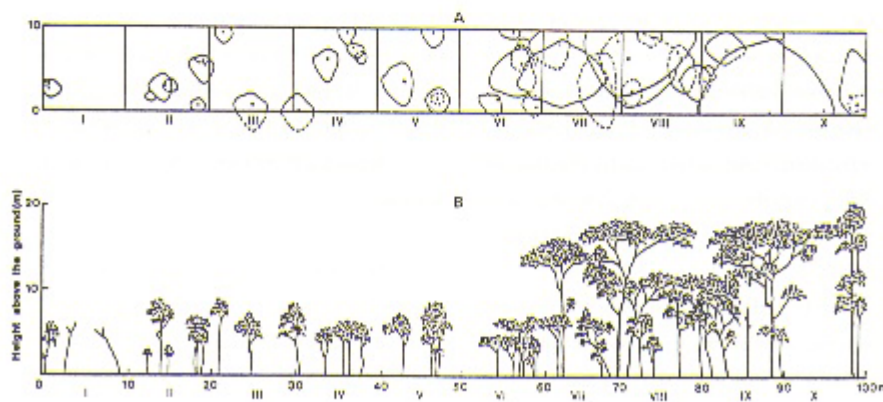 A
10
0
I II III IV V VI VII VIII IX X
B
Height above the ground(m)
20
10
0 10 20 30 40 50 60 70 80 90 100m
I II III IV V VI VII VIII IX X